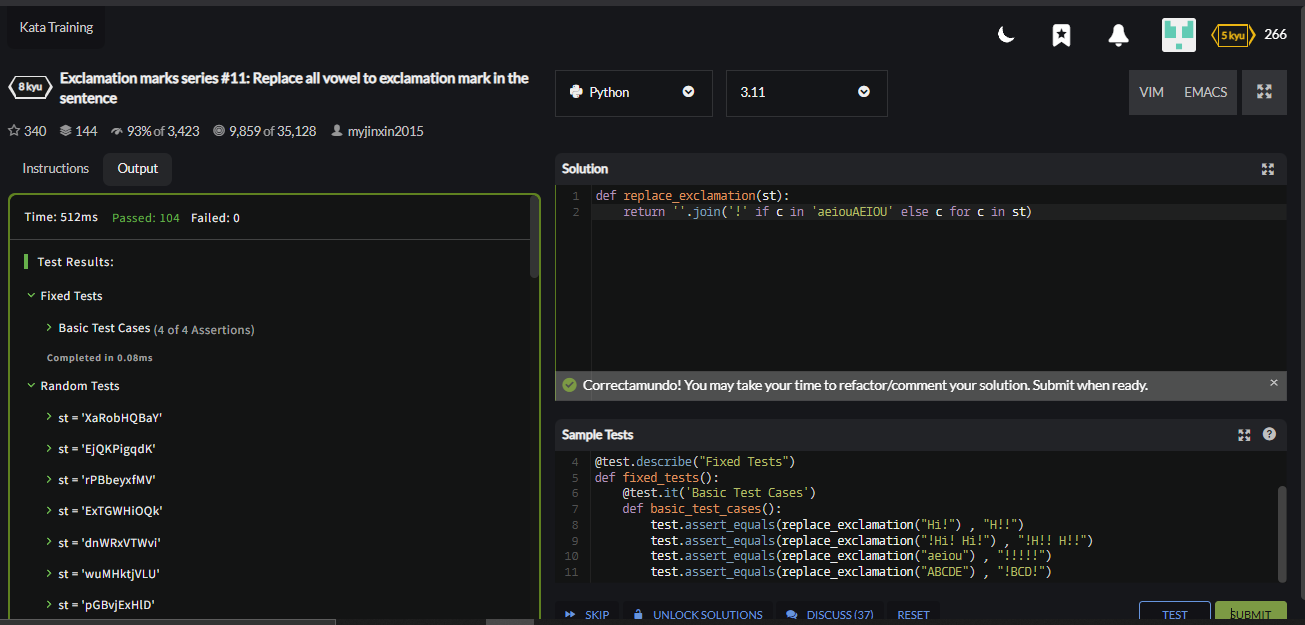 Kata Training
5 kyu 266
8 kyu Exclamation marks series #11: Replace all vowel to exclamation mark in the
sentence
340 144 93% of 3,423 9,859 of 35,128 myjinxin2015
Python 3.11 VIM EMACS
Instructions Output
Time: 512ms Passed: 104 Failed: 0
Test Results:
Fixed Tests
Basic Test Cases (4 of 4 Assertions)
Completed in 0.08ms
Random Tests
st = 'XaRobHQBaY'
st = 'EjQKPigqdK'
st = 'rPBbeyxfMV'
st = 'ExTGWHiOQk'
st = 'dnWRxVTWvi'
st = 'wuMHktjVLU'
st = 'pGBvjExHlD'
Solution
1 def replace_exclamation(st):
2 return ''.join('!' if c in 'aeiouAEIOU' else c for c in st)
Correctamundo! You may take your time to refactor/comment your solution. Submit when ready. ×
Sample Tests ?
4 @test.describe("Fixed Tests")
5 def fixed_tests():
6 @test.it('Basic Test Cases')
7 def basic_test_cases():
8 test.assert_equals(replace_exclamation("Hi!") , "H!!")
9 test.assert_equals(replace_exclamation("!Hi! Hi!") , "!H!! H!!")
10 test.assert_equals(replace_exclamation("aeiou") , "!!!!!")
11 test.assert_equals(replace_exclamation("ABCDE") , "!BCD!")
SKIP UNLOCK SOLUTIONS DISCUSS (37) RESET TEST SUBMIT